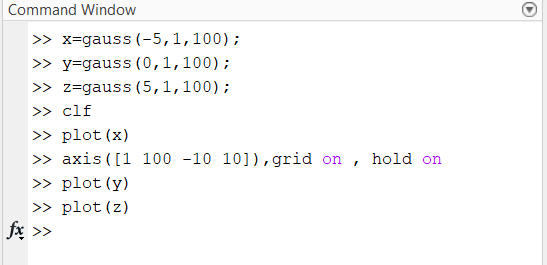 Command Window
>> x=gauss(-5,1,100);
>> y=gauss(0,1,100);
>> z=gauss(5,1,100);
>> clf
>> plot(x)
>> axis([1 100 -10 10]),grid on , hold on
>> plot(y)
>> plot(z)
fx >>